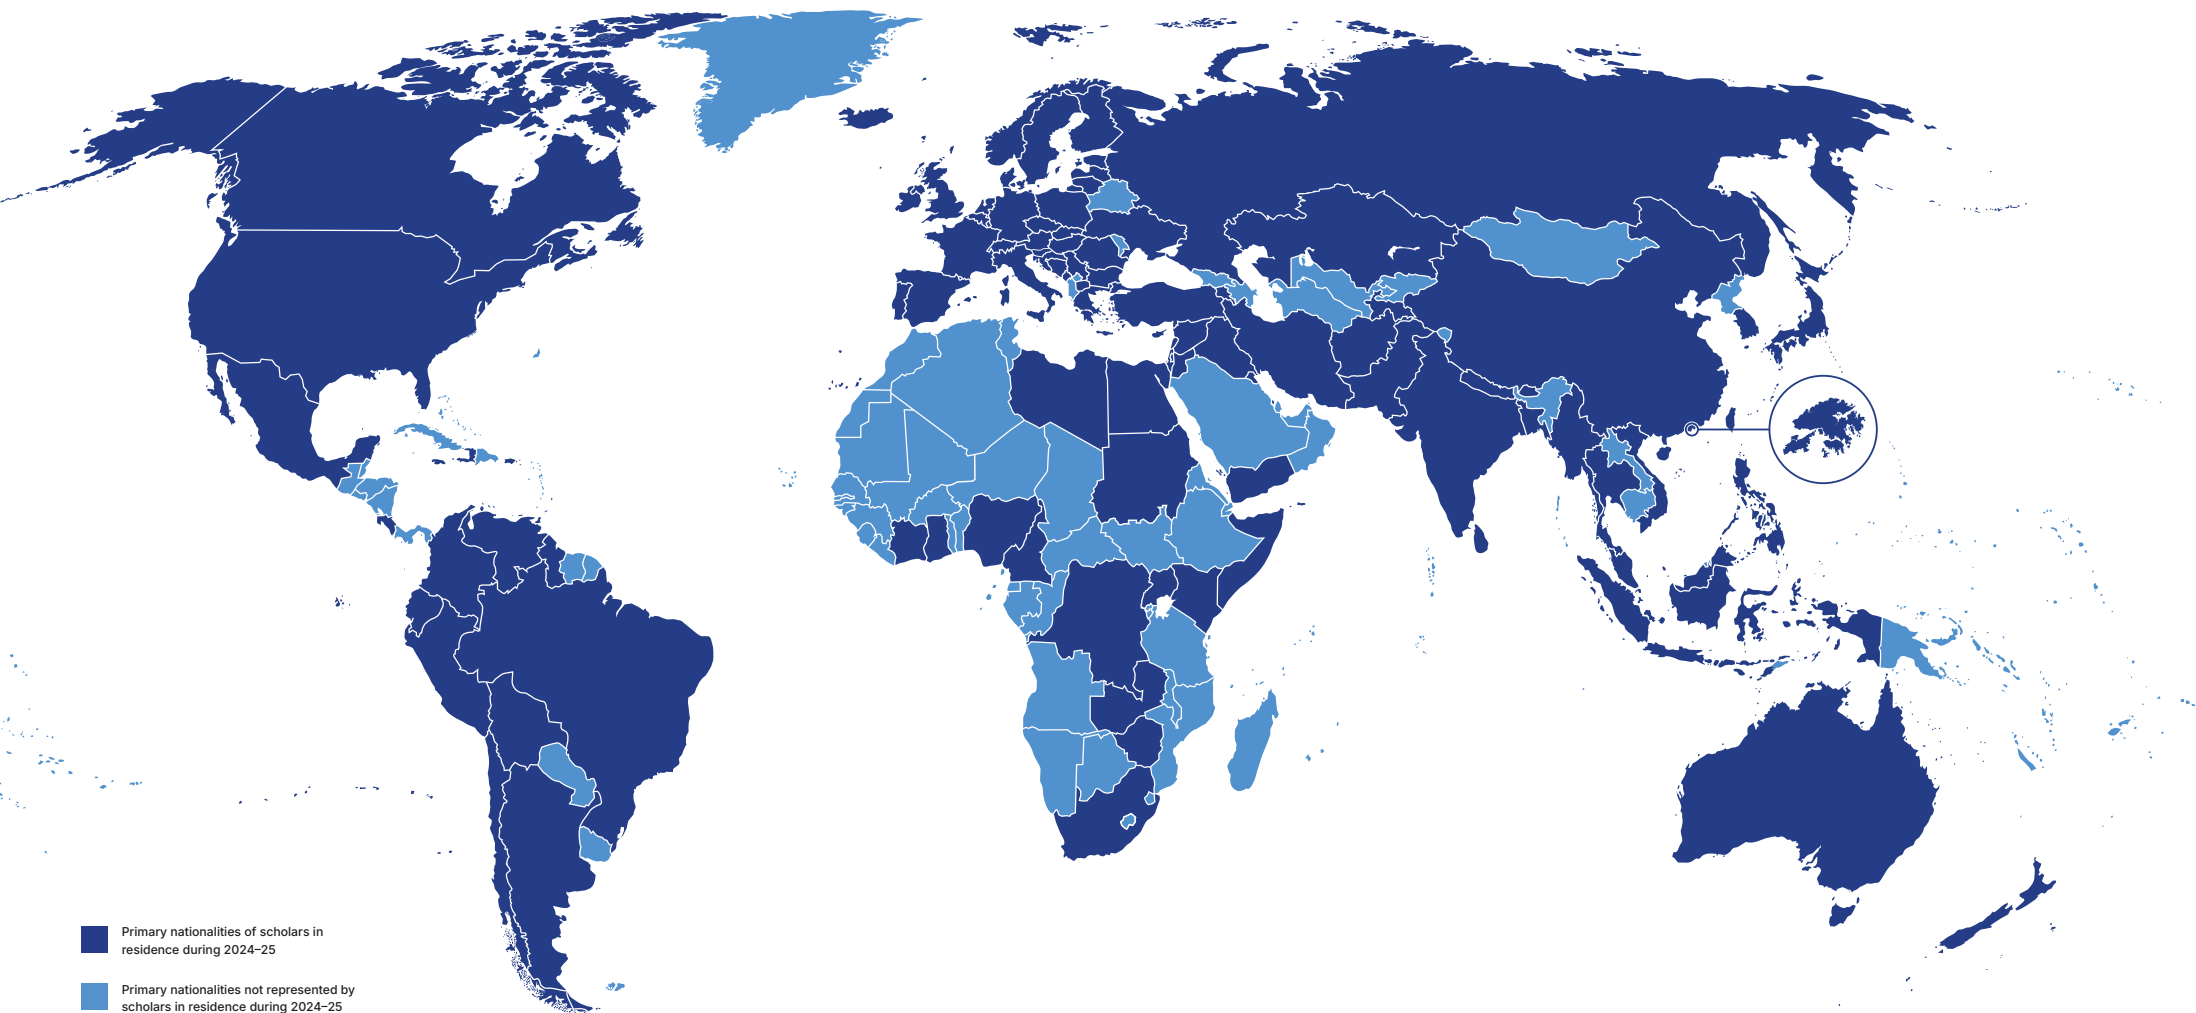 Primary nationalities of scholars in
residence during 2024–25
Primary nationalities not represented by
scholars in residence during 2024–25